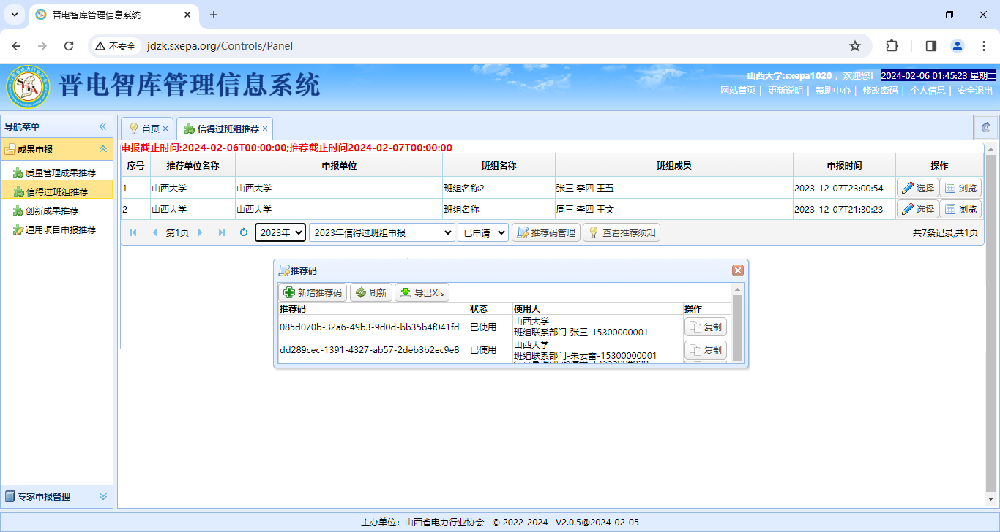 晋电智库管理信息系统
不安全 jdzk.sxepa.org/Controls/Panel
晋电智库管理信息系统
山西大学:sxepa1020 ，欢迎您! 2024-02-06 01:45:23 星期二
网站首页 | 更新说明 | 帮助中心 | 修改密码 | 个人信息 | 安全退出
导航菜单
成果申报
质量管理成果推荐
信得过班组推荐
创新成果推荐
通用项目申报推荐
专家申报管理
首页 信得过班组推荐
申报截止时间:2024-02-06T00:00:00;推荐截止时间2024-02-07T00:00:00
序号 推荐单位名称 申报单位 班组名称 班组成员 申报时间 操作
1 山西大学 山西大学 班组名称2 张三 李四 王五 2023-12-07T23:00:54 选择 浏览
2 山西大学 山西大学 班组名称 周三 李四 王文 2023-12-07T21:30:23 选择 浏览
第1页 2023年 2023年信得过班组申报 已申请 推荐码管理 查看推荐须知 共7条记录,共1页
推荐码
新增推荐码 刷新 导出Xls
推荐码 状态 使用人 操作
085d070b-32a6-49b3-9d0d-bb35b4f041fd 已使用 山西大学 班组联系部门-张三-15300000001 复制
dd289cec-1391-4327-ab57-2deb3b2ec9e8 已使用 山西大学 班组联系部门-朱云雷-15300000001 复制
主办单位：山西省电力行业协会 © 2022-2024 V2.0.5@2024-02-05